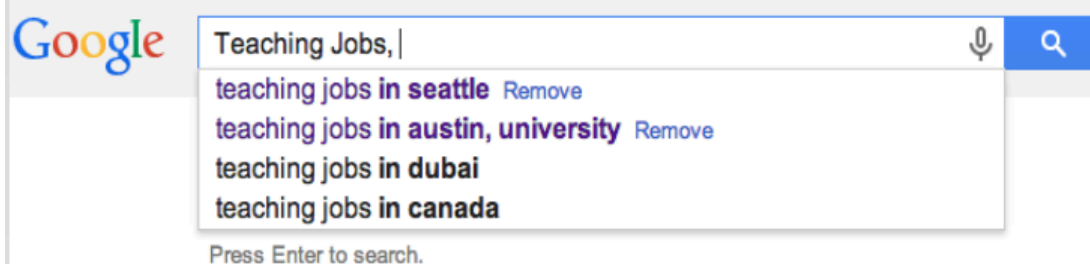 Google Teaching Jobs,
teaching jobs in seattle Remove
teaching jobs in austin, university Remove
teaching jobs in dubai
teaching jobs in canada
Press Enter to search.